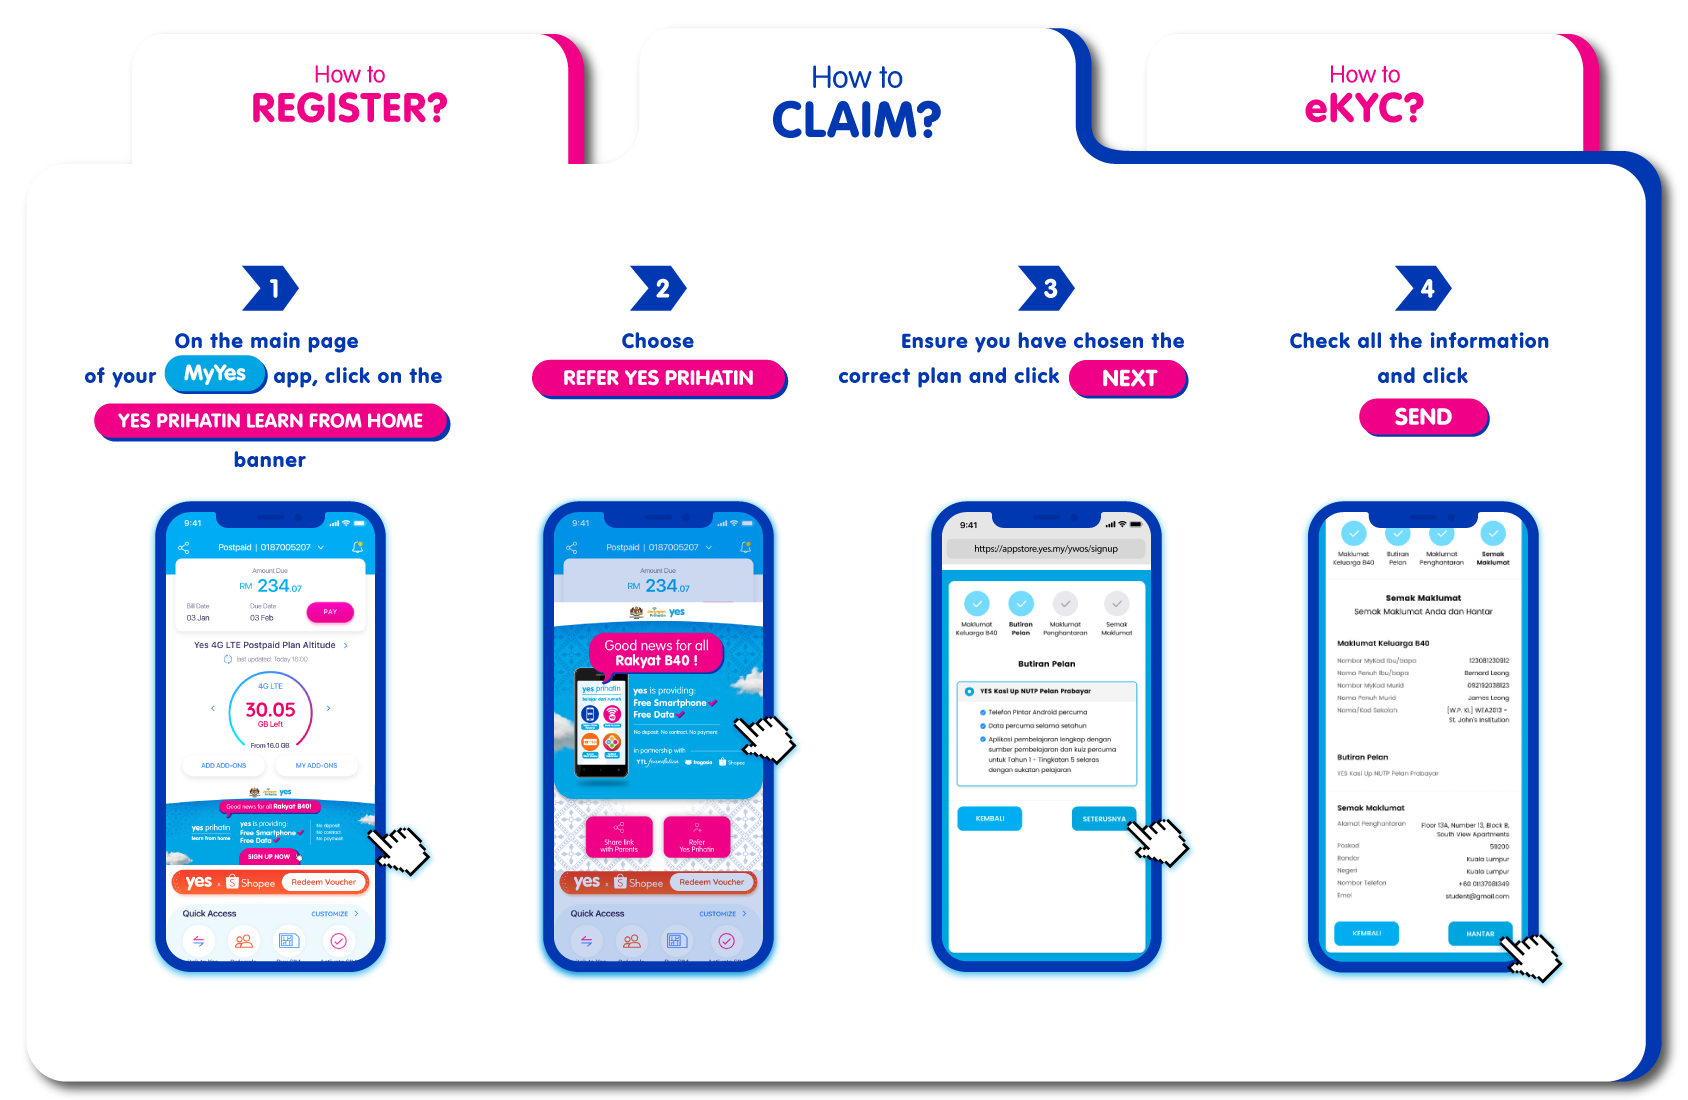 How to
REGISTER?
How to
CLAIM?
How to
eKYC?
1
On the main page
of your MyYes app, click on the
YES PRIHATIN LEARN FROM HOME
banner
2
Choose
REFER YES PRIHATIN
3
Ensure you have chosen the
correct plan and click NEXT
4
Check all the information
and click
SEND
9:41
Postpaid | 0187005207
Amount Due
RM 234.07
Bill Date
03 Jan
Due Date
03 Feb
PAY
Yes 4G LTE Postpaid Plan Altitude
last updated: Today 16:00
4G LTE
30.05
GB Left
From 16.0 GB
ADD ADD-ONS
MY ADD-ONS
yes
Good news for all Rakyat B40!
yes prihatin
learn from home
yes is providing:
Free Smartphone
Free Data
No deposit
No contract
No payment
SIGN UP NOW
yes x Shopee
Redeem Voucher
Quick Access
CUSTOMIZE
9:41
Postpaid | 0187005207
Amount Due
RM 234.07
yes
Good news for all
Rakyat B40 !
yes prihatin
belajar dari rumah
yes is providing:
Free Smartphone
Free Data
No deposit. No contract. No payment.
in partnership with
YTL foundation frogasia Shopee
Share link
with Parents
Refer
Yes Prihatin
yes x Shopee
Redeem Voucher
Quick Access
CUSTOMIZE
9:41
https://appstore.yes.my/ywos/signup
Maklumat
Keluarga B40
Butiran
Pelan
Maklumat
Penghantaran
Semak
Maklumat
Butiran Pelan
YES Kasi Up NUTP Pelan Prabayar
Telefon Pintar Android percuma
Data percuma selama setahun
Aplikasi pembelajaran lengkap dengan
sumber pembelajaran dan kuiz percuma
untuk Tahun 1 - Tingkatan 5 selaras
dengan sukatan pelajaran
KEMBALI
SETERUSNYA
Maklumat
Keluarga B40
Butiran
Pelan
Maklumat
Penghantaran
Semak
Maklumat
Semak Maklumat
Semak Maklumat Anda dan Hantar
Maklumat Keluarga B40
Nombor MyKad Ibu/bapa 123081230912
Nama Penuh Ibu/bapa Bernard Leong
Nombor MyKad Murid 092192038123
Nama Penuh Murid James Leong
Nama/Kod Sekolah [W.P. KL] WEA2013 -
St. John's Institution
Butiran Pelan
YES Kasi Up NUTP Pelan Prabayar
Semak Maklumat
Alamat Penghantaran Floor 13A, Number 13, Block B,
South View Apartments
Poskod 59200
Bandar Kuala Lumpur
Negeri Kuala Lumpur
Nombor Telefon +60 01137081349
Emel student@gmail.com
KEMBALI
HANTAR